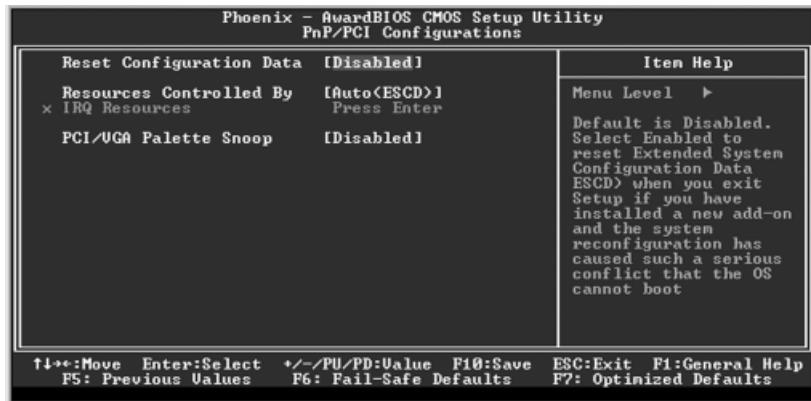 Phoenix - AwardBIOS CMOS Setup Utility
PnP/PCI Configurations
Reset Configuration Data [Disabled]
Resources Controlled By [Auto(ESCD)]
x IRQ Resources Press Enter
PCI/VGA Palette Snoop [Disabled]
Item Help
Menu Level ▶
Default is Disabled.
Select Enabled to
reset Extended System
Configuration Data
ESCD) when you exit
Setup if you have
installed a new add-on
and the system
reconfiguration has
caused such a serious
conflict that the OS
cannot boot
↑↓→←:Move Enter:Select +/-/PU/PD:Value F10:Save ESC:Exit F1:General Help
F5: Previous Values F6: Fail-Safe Defaults F7: Optimized Defaults